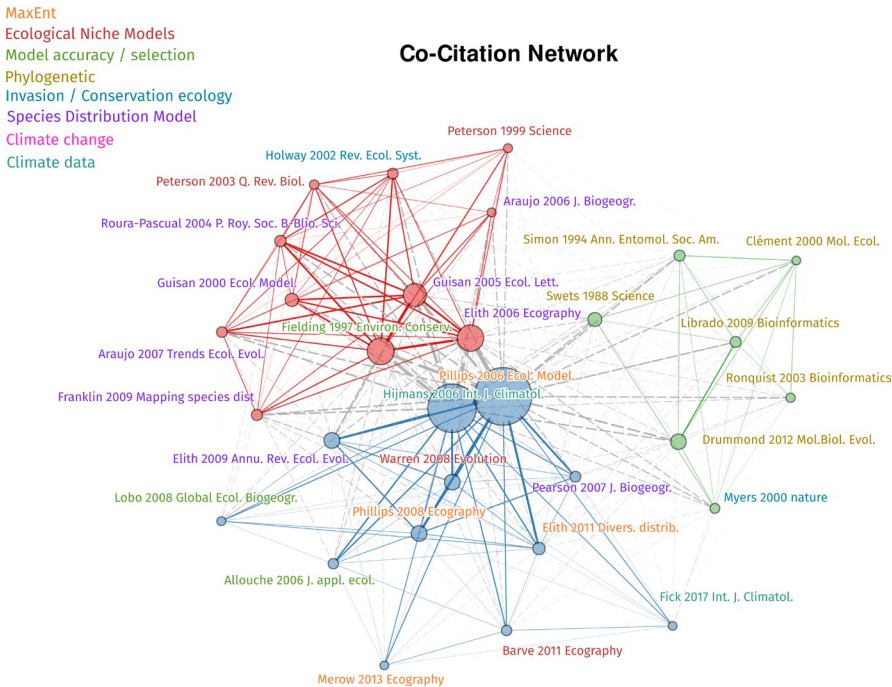 MaxEnt
Ecological Niche Models
Model accuracy / selection
Phylogenetic
Invasion / Conservation ecology
Species Distribution Model
Climate change
Climate data
Co-Citation Network
Peterson 1999 Science
Holway 2002 Rev. Ecol. Syst.
Peterson 2003 Q. Rev. Biol.
Araujo 2006 J. Biogeogr.
Roura-Pascual 2004 P. Roy. Soc. B-Blio. Sci.
Simon 1994 Ann. Entomol. Soc. Am.
Clément 2000 Mol. Ecol.
Guisan 2000 Ecol. Model.
Guisan 2005 Ecol. Lett.
Swets 1988 Science
Elith 2006 Ecography
Librado 2009 Bioinformatics
Fielding 1997 Environ. Conserv.
Araujo 2007 Trends Ecol. Evol.
Pillips 2006 Ecol. Model.
Ronquist 2003 Bioinformatics
Hijmans 2006 Int. J. Climatol.
Franklin 2009 Mapping species dist
Drummond 2012 Mol.Biol. Evol.
Elith 2009 Annu. Rev. Ecol. Evol.
Warren 2008 Evolution
Pearson 2007 J. Biogeogr.
Lobo 2008 Global Ecol. Biogeogr.
Myers 2000 nature
Phillips 2008 Ecography
Elith 2011 Divers. distrib.
Allouche 2006 J. appl. ecol.
Fick 2017 Int. J. Climatol.
Barve 2011 Ecography
Merow 2013 Ecography